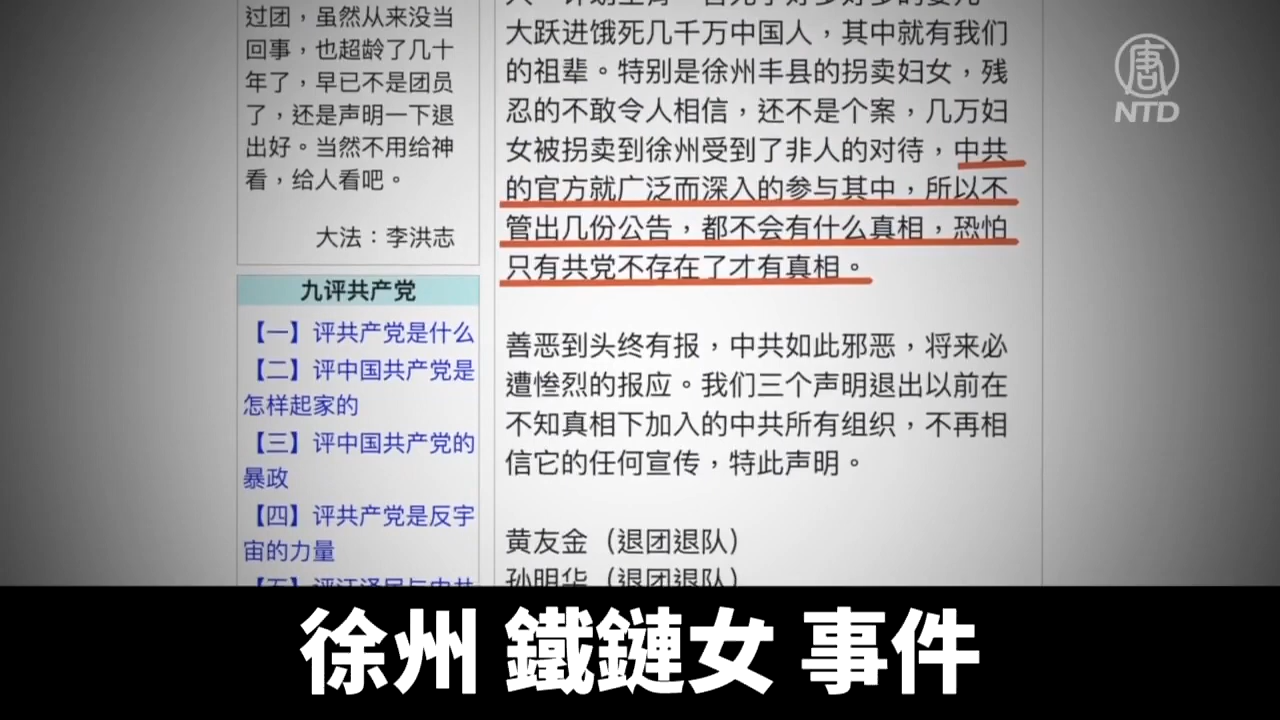 过团，虽然从来没当
回事，也超龄了几十
年了，早已不是团员
了，还是声明一下退
出好。当然不用给神
看，给人看吧。
大法：李洪志
九评共产党
【一】评共产党是什么
【二】评中国共产党是
怎样起家的
【三】评中国共产党的
暴政
【四】评共产党是反宇
宙的力量
大跃进饿死几千万中国人，其中就有我们
的祖辈。特别是徐州丰县的拐卖妇女，残
忍的不敢令人相信，还不是个案，几万妇
女被拐卖到徐州受到了非人的对待，中共
的官方就广泛而深入的参与其中，所以不
管出几份公告，都不会有什么真相，恐怕
只有共党不存在了才有真相。
善恶到头终有报，中共如此邪恶，将来必
遭惨烈的报应。我们三个声明退出以前在
不知真相下加入的中共所有组织，不再相
信它的任何宣传，特此声明。
黄友金（退团退队）
孙明华（退团退队）
唐
NTD
徐州 鐵鏈女 事件